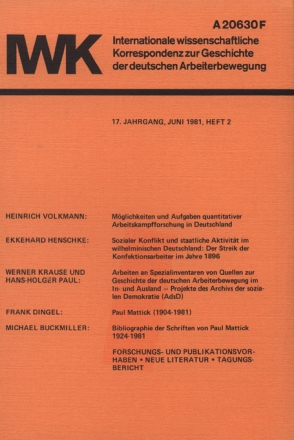 A 20630 F
IWK
Internationale wissenschaftliche
Korrespondenz zur Geschichte
der deutschen Arbeiterbewegung
17. JAHRGANG, JUNI 1981, HEFT 2
HEINRICH VOLKMANN: Möglichkeiten und Aufgaben quantitativer
Arbeitskampfforschung in Deutschland
EKKEHARD HENSCHKE: Sozialer Konflikt und staatliche Aktivität im
wilhelminischen Deutschland: Der Streik der
Konfektionsarbeiter im Jahre 1896
WERNER KRAUSE UND Arbeiten an Spezialinventaren von Quellen zur
HANS-HOLGER PAUL: Geschichte der deutschen Arbeiterbewegung im
In- und Ausland – Projekte des Archivs der sozia-
len Demokratie (AdsD)
FRANK DINGEL: Paul Mattick (1904-1981)
MICHAEL BUCKMILLER: Bibliographie der Schriften von Paul Mattick
1924-1981
FORSCHUNGS- UND PUBLIKATIONSVOR-
HABEN • NEUE LITERATUR • TAGUNGS-
BERICHT